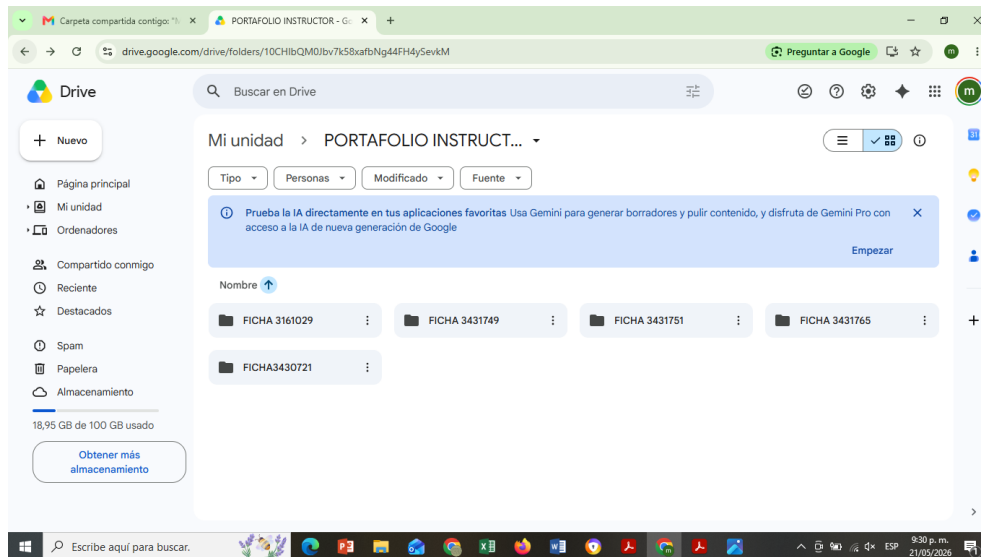 Carpeta compartida contigo: "
PORTAFOLIO INSTRUCTOR - Go
drive.google.com/drive/folders/10CHIbQM0Jbv7k58xafbNg44FH4ySevkM
Preguntar a Google
m
Drive
Buscar en Drive
m
Nuevo
Mi unidad > PORTAFOLIO INSTRUCT...
Tipo
Personas
Modificado
Fuente
Página principal
Mi unidad
Ordenadores
Compartido conmigo
Reciente
Destacados
Spam
Papelera
Almacenamiento
18,95 GB de 100 GB usado
Obtener más
almacenamiento
Prueba la IA directamente en tus aplicaciones favoritas Usa Gemini para generar borradores y pulir contenido, y disfruta de Gemini Pro con
acceso a la IA de nueva generación de Google
Empezar
Nombre
FICHA 3161029
FICHA 3431749
FICHA 3431751
FICHA 3431765
FICHA3430721
31
Escribe aquí para buscar.
ESP
9:30 p. m.
21/05/2026